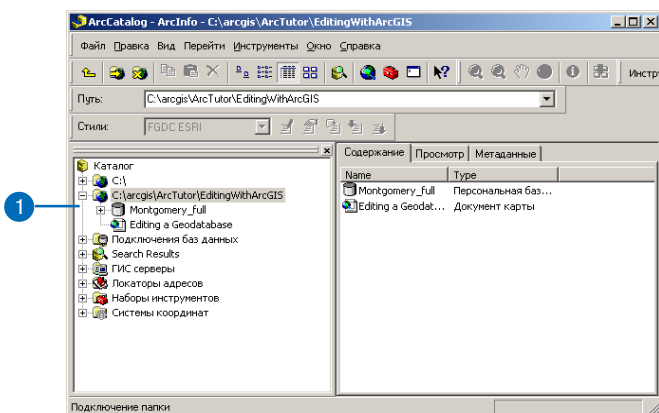 ArcCatalog - ArcInfo - C:\arcgis\ArcTutor\EditingWithArcGIS
Файл Правка Вид Перейти Инструменты Окно Справка
Инстру
Путь: C:\arcgis\ArcTutor\EditingWithArcGIS
Стили: FGDC ESRI
Каталог
C:\
C:\arcgis\ArcTutor\EditingWithArcGIS
Montgomery_full
Editing a Geodatabase
Подключения баз данных
Search Results
ГИС серверы
Локаторы адресов
Наборы инструментов
Системы координат
1
Содержание Просмотр Метаданные
Name Type
Montgomery_full Персональная баз...
Editing a Geodat... Документ карты
Подключение папки